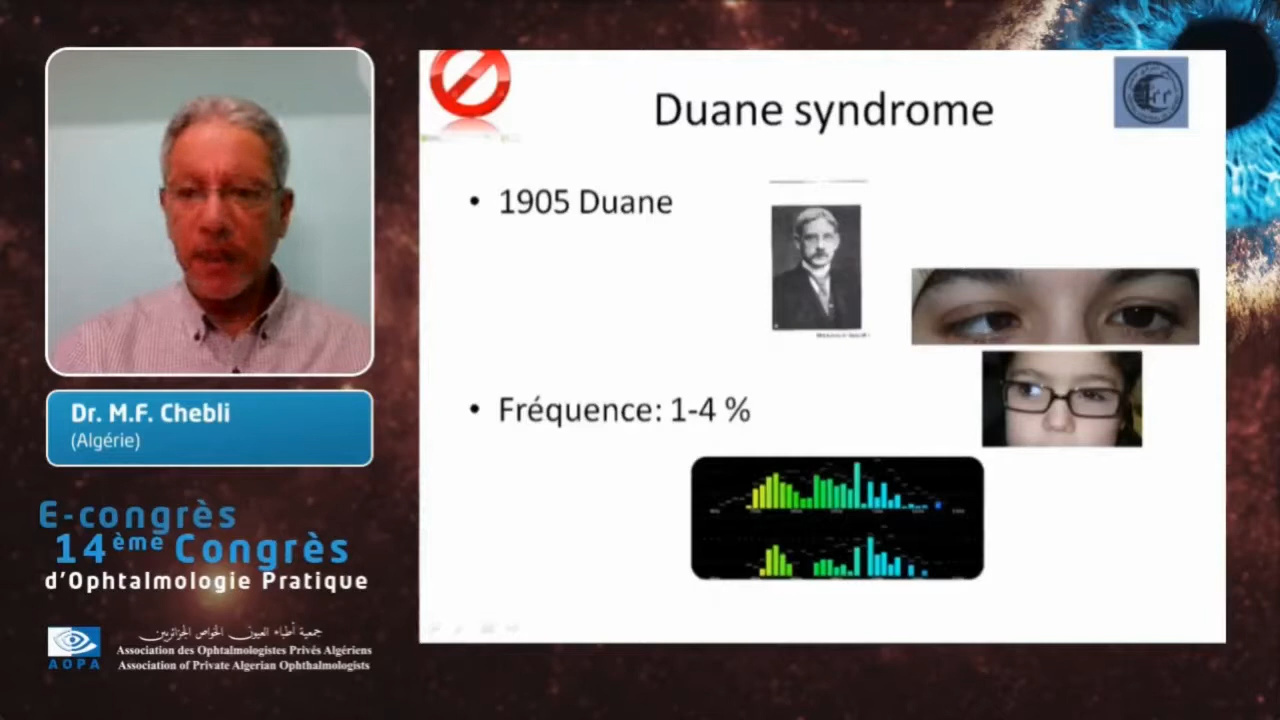 Duane syndrome
• 1905 Duane
• Fréquence: 1-4 %
Dr. M.F. Chebli
(Algérie)
E-congrès
14ème Congrès
d'Ophtalmologie Pratique
جمعية أطباء العيون الخواص الجزائريين
AOPA
Association des Ophtalmologistes Privés Algériens
Association of Private Algerian Ophthalmologists